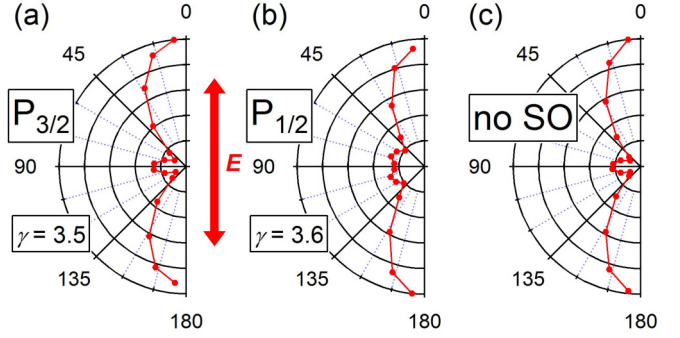 (a)
0
45
P3/2
90
γ = 3.5
135
180
E
(b)
0
45
P1/2
90
γ = 3.6
135
180
(c)
0
45
no SO
90
135
180